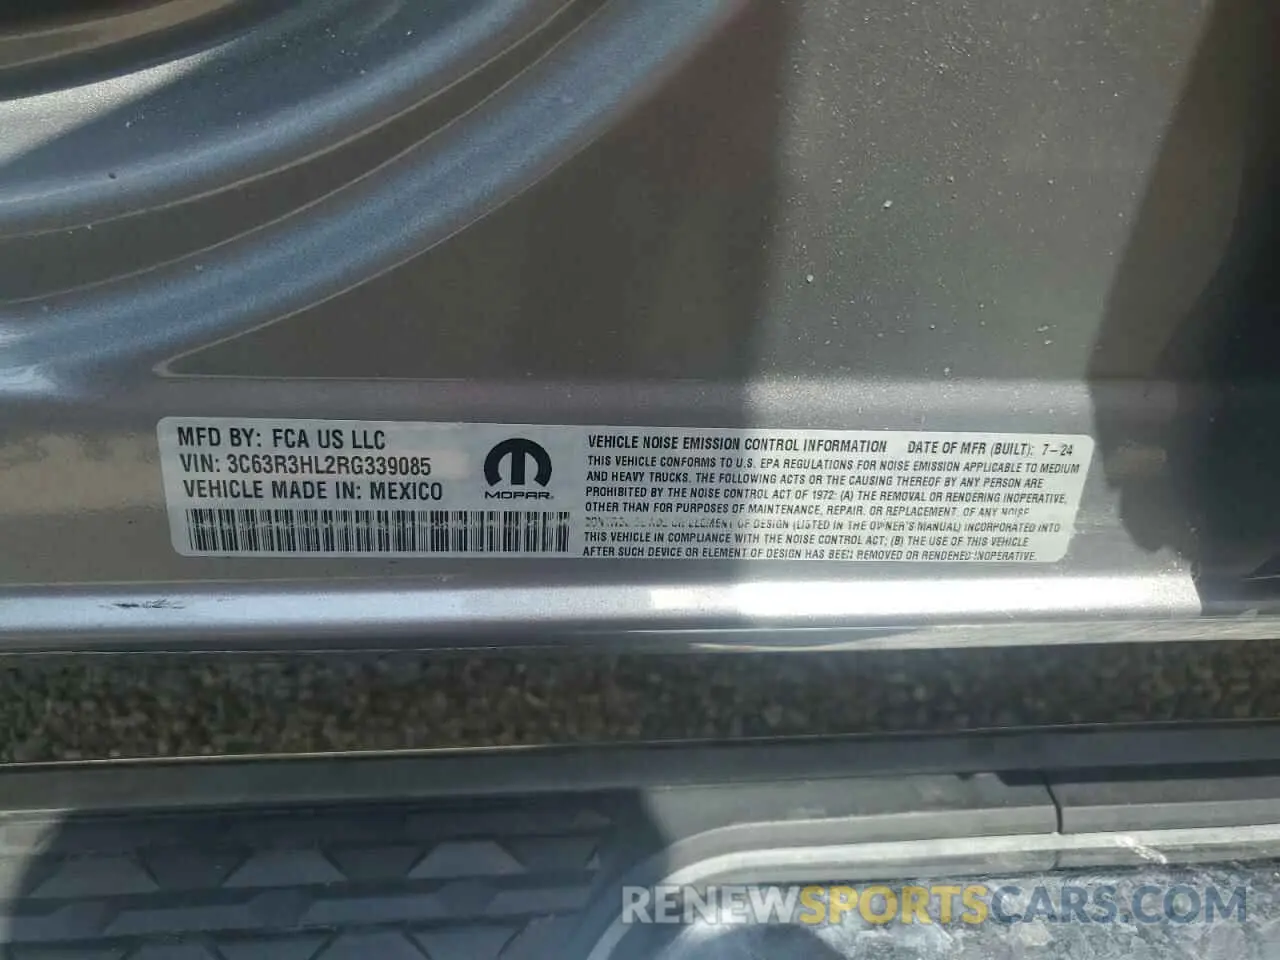 MFD BY: FCA US LLC
VIN: 3C63R3HL2RG339085
VEHICLE MADE IN: MEXICO
MOPAR
VEHICLE NOISE EMISSION CONTROL INFORMATION DATE OF MFR (BUILT): 7-24
THIS VEHICLE CONFORMS TO U.S. EPA REGULATIONS FOR NOISE EMISSION APPLICABLE TO MEDIUM
AND HEAVY TRUCKS. THE FOLLOWING ACTS OR THE CAUSING THEREOF BY ANY PERSON ARE
PROHIBITED BY THE NOISE CONTROL ACT OF 1972: (A) THE REMOVAL OR RENDERING INOPERATIVE,
OTHER THAN FOR PURPOSES OF MAINTENANCE, REPAIR, OR REPLACEMENT, OF ANY NOISE
OR ELEMENT OF DESIGN (LISTED IN THE OWNER'S MANUAL) INCORPORATED INTO
THIS VEHICLE IN COMPLIANCE WITH THE NOISE CONTROL ACT; (B) THE USE OF THIS VEHICLE
AFTER SUCH DEVICE OR ELEMENT OF DESIGN HAS BEEN REMOVED OR RENDERED INOPERATIVE.
RENEWSPORTSCARS.COM